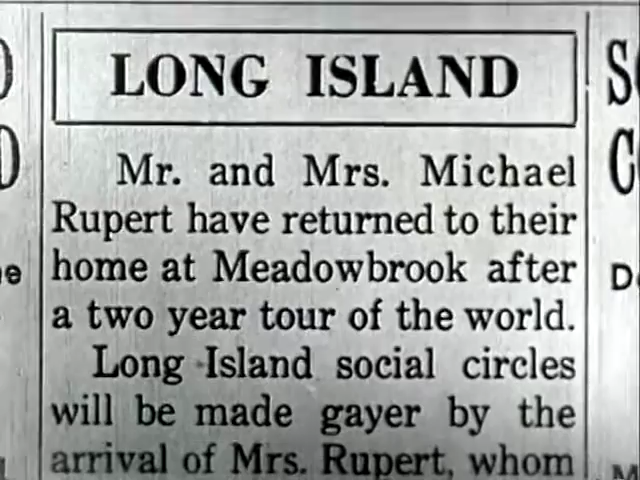 LONG ISLAND
Mr. and Mrs. Michael
Rupert have returned to their
home at Meadowbrook after
a two year tour of the world.
Long Island social circles
will be made gayer by the
arrival of Mrs. Rupert, whom